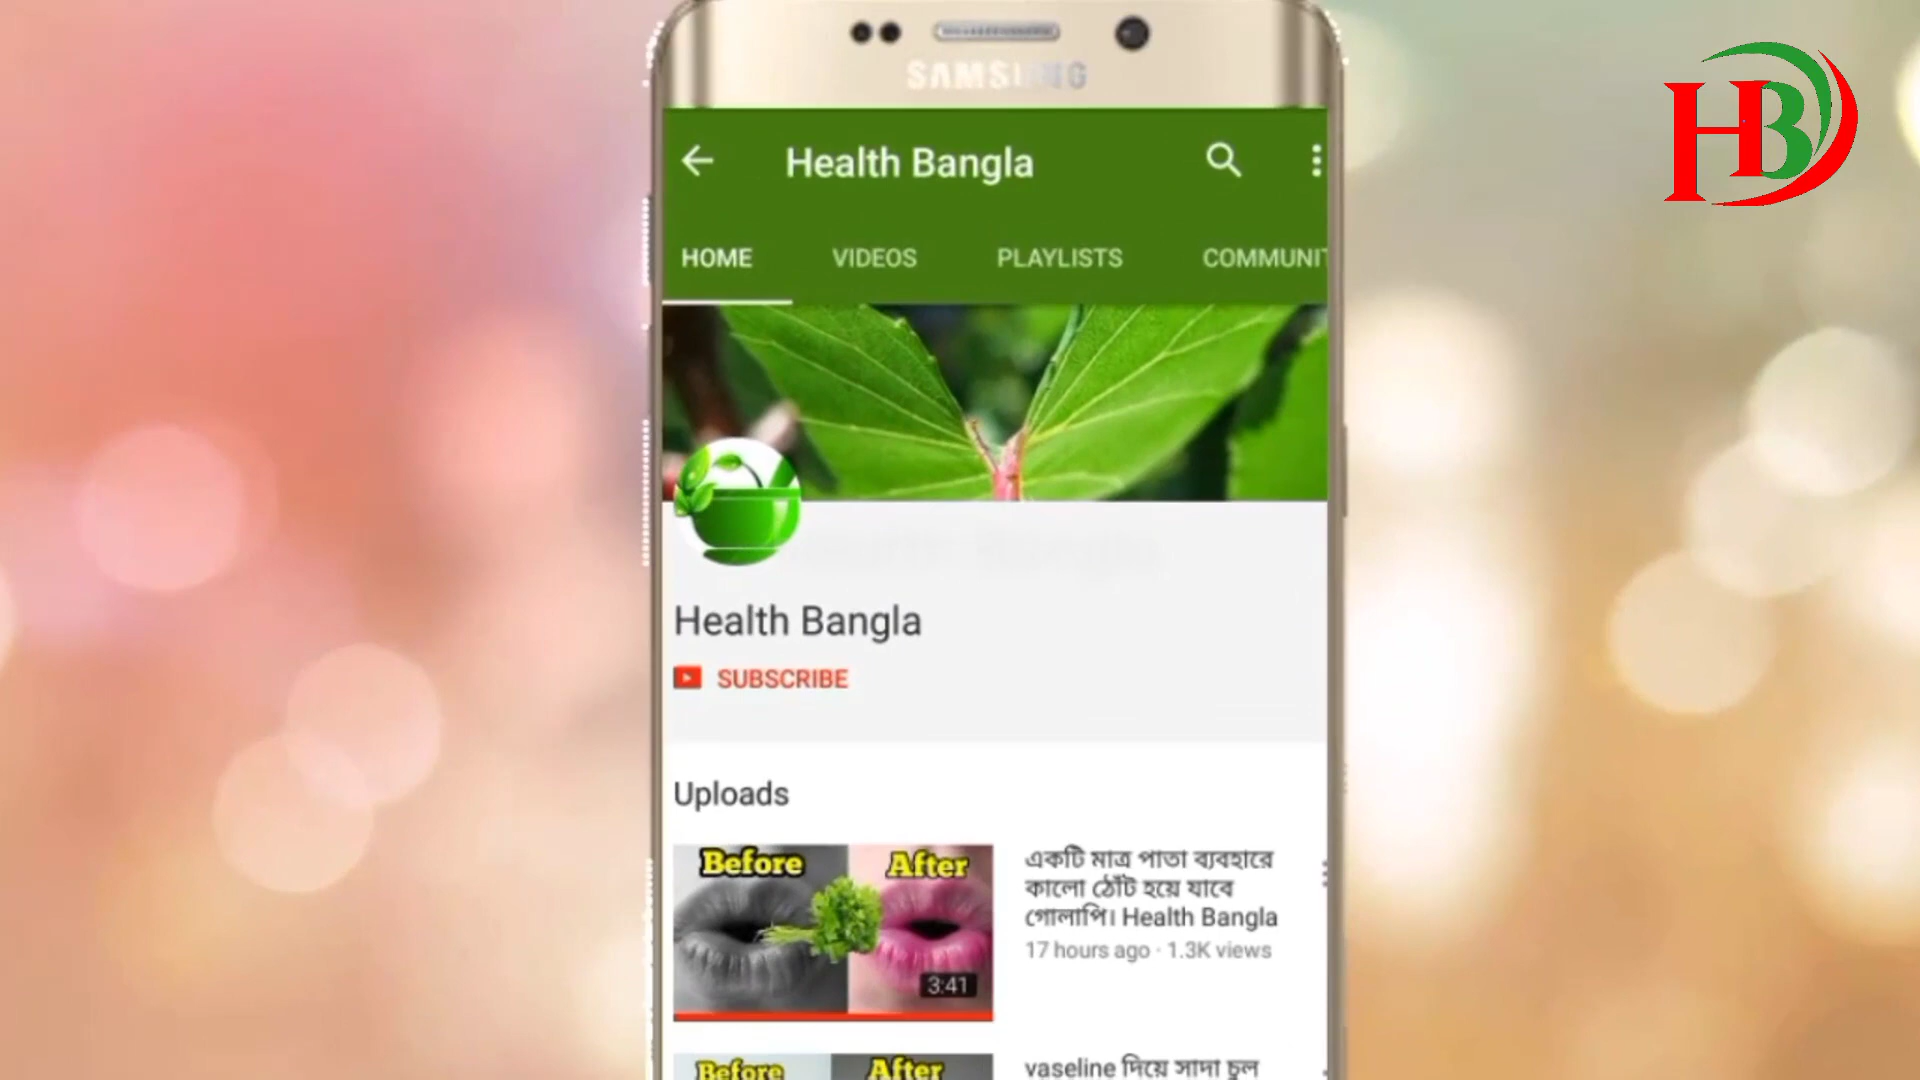 SAMSUNG
HB
Health Bangla
HOME VIDEOS PLAYLISTS COMMUNIT
Health Bangla
SUBSCRIBE
Uploads
Before After
3:41
একটি মাত্র পাতা ব্যবহারে
কালো ঠোঁট হয়ে যাবে
গোলাপি। Health Bangla
17 hours ago · 1.3K views
Before After
vaseline দিয়ে সাদা চুল